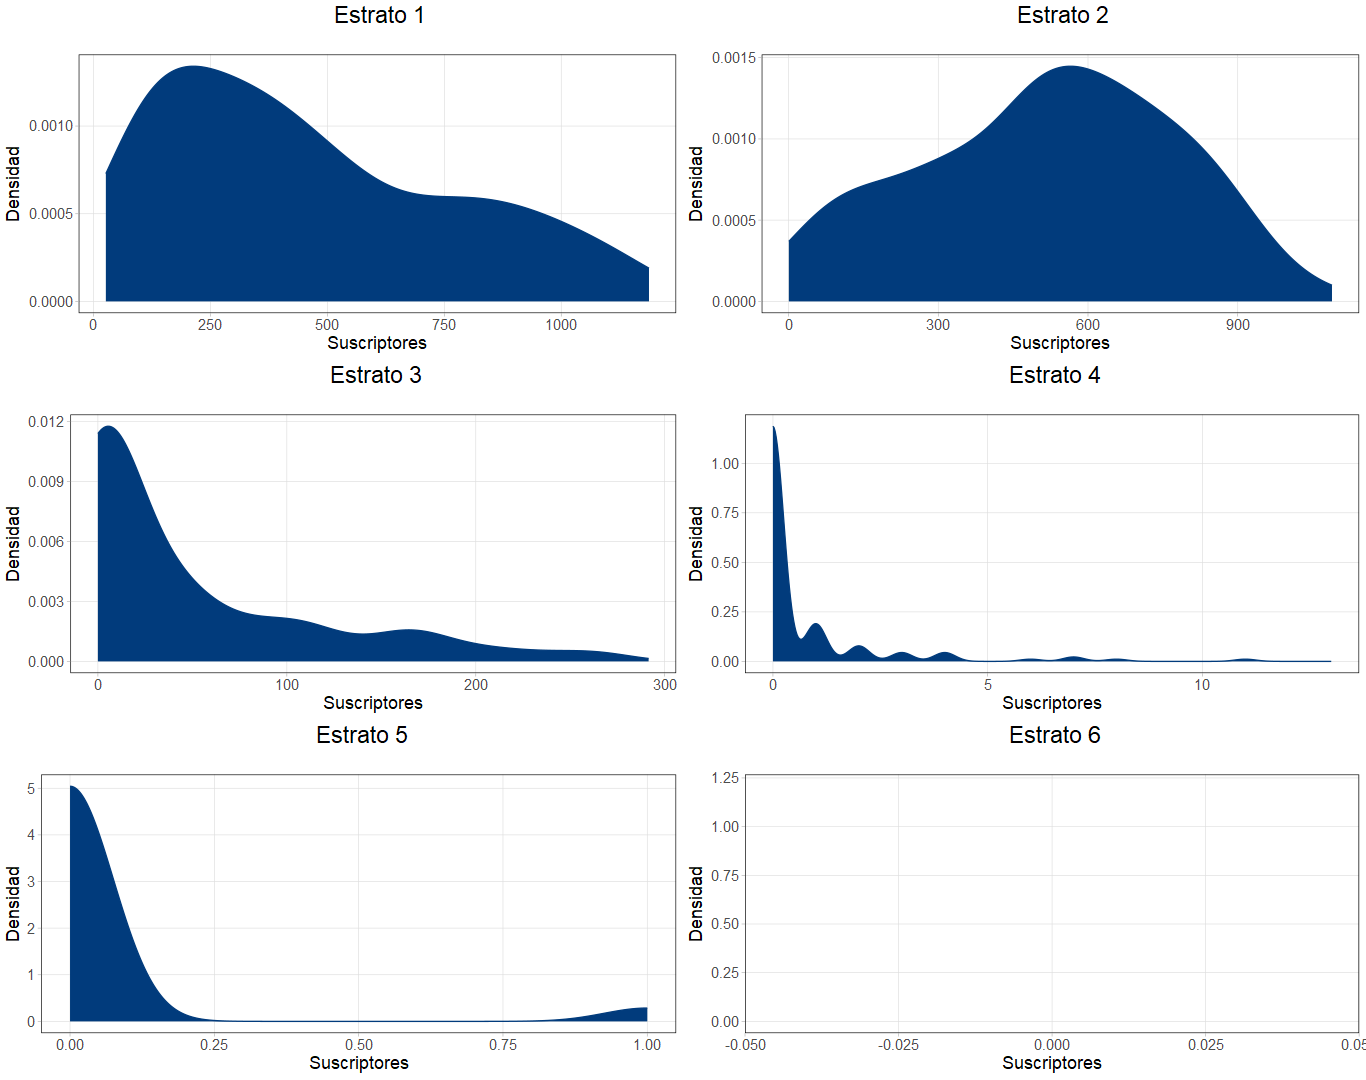 Estrato 1
0.0010
0.0005
0.0000
Densidad
0 250 500 750 1000
Suscriptores
Estrato 2
0.0015
0.0010
0.0005
0.0000
Densidad
0 300 600 900
Suscriptores
Estrato 3
0.012
0.009
0.006
0.003
0.000
Densidad
0 100 200 300
Suscriptores
Estrato 4
1.00
0.75
0.50
0.25
0.00
Densidad
0 5 10
Suscriptores
Estrato 5
5
4
3
2
1
0
Densidad
0.00 0.25 0.50 0.75 1.00
Suscriptores
Estrato 6
1.25
1.00
0.75
0.50
0.25
0.00
Densidad
-0.050 -0.025 0.000 0.025
Suscriptores